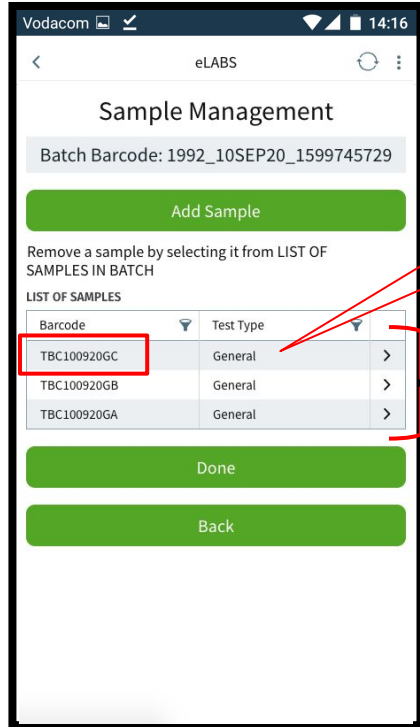 Vodacom 14:16
eLABS
Sample Management
Batch Barcode: 1992_10SEP20_1599745729
Add Sample
Remove a sample by selecting it from LIST OF
SAMPLES IN BATCH
LIST OF SAMPLES
Barcode Test Type
TBC100920GC General
TBC100920GB General
TBC100920GA General
Done
Back